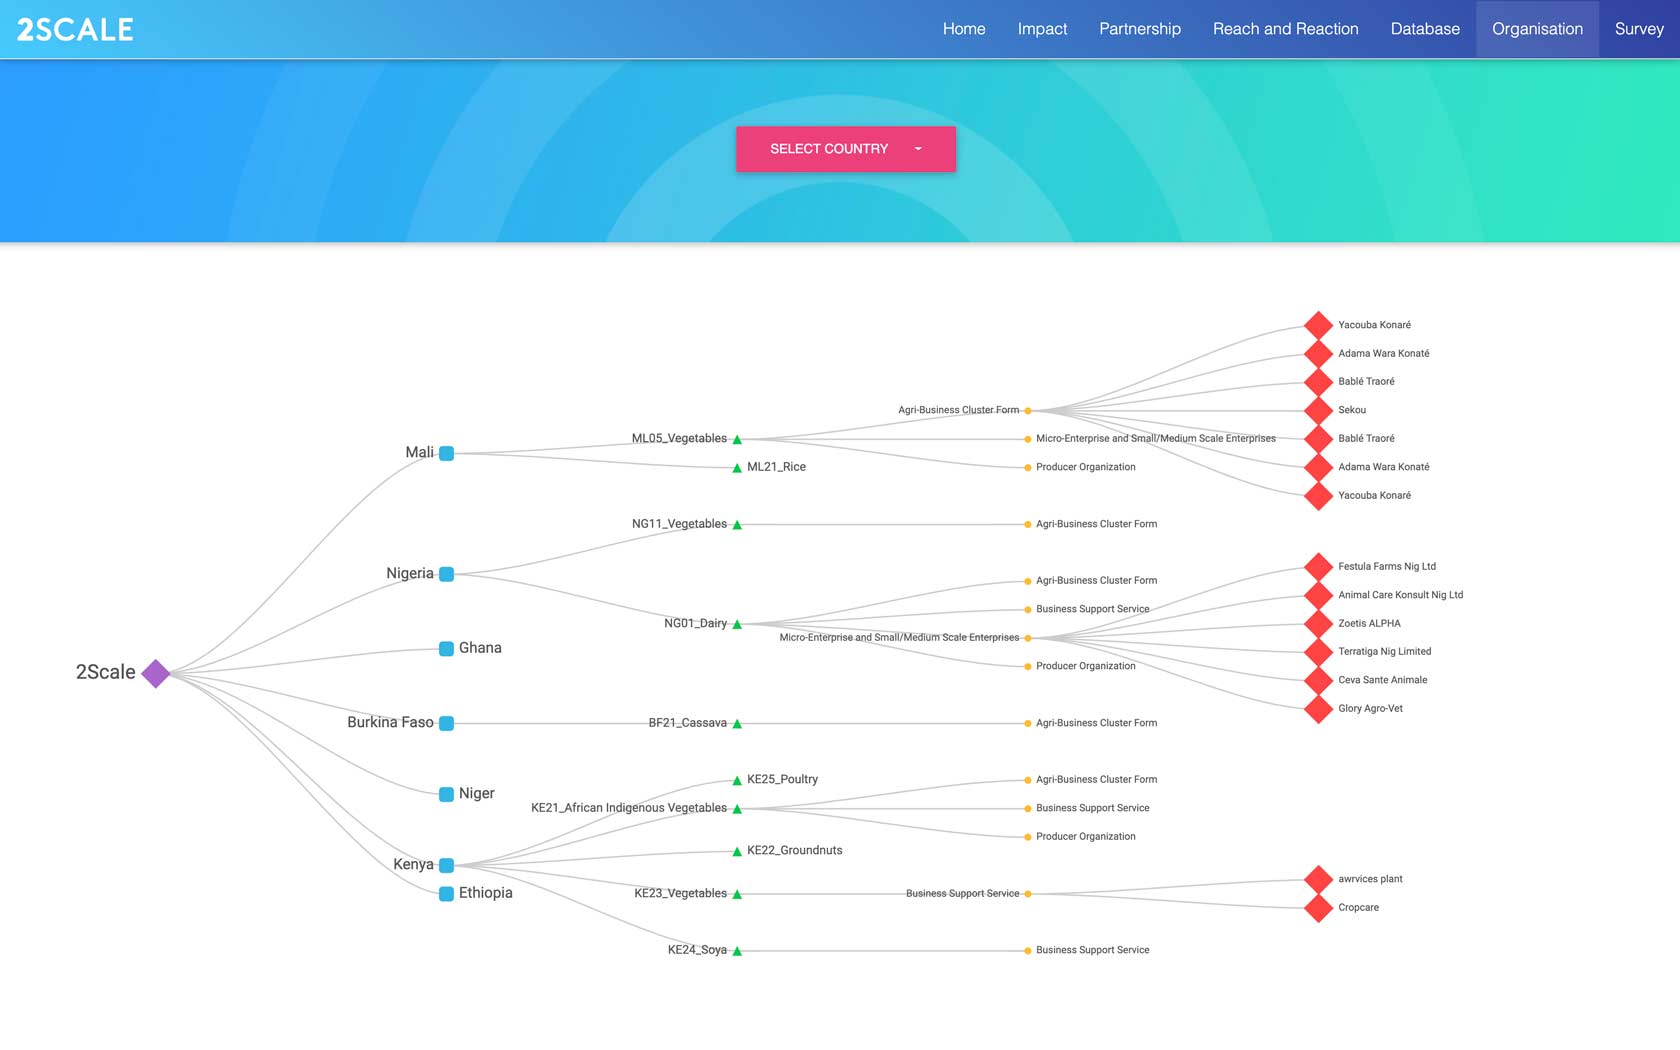 2SCALE
Home
Impact
Partnership
Reach and Reaction
Database
Organisation
Survey
SELECT COUNTRY
2Scale
Mali
Nigeria
Ghana
Burkina Faso
Niger
Kenya
Ethiopia
ML05_Vegetables
ML21_Rice
NG11_Vegetables
NG01_Dairy
BF21_Cassava
KE25_Poultry
KE21_African Indigenous Vegetables
KE22_Groundnuts
KE23_Vegetables
KE24_Soya
Agri-Business Cluster Form
Micro-Enterprise and Small/Medium Scale Enterprises
Producer Organization
Agri-Business Cluster Form
Agri-Business Cluster Form
Business Support Service
Micro-Enterprise and Small/Medium Scale Enterprises
Producer Organization
Agri-Business Cluster Form
Agri-Business Cluster Form
Business Support Service
Producer Organization
Business Support Service
Business Support Service
Yacouba Konaré
Adama Wara Konaté
Bablé Traoré
Sekou
Bablé Traoré
Adama Wara Konaté
Yacouba Konaré
Festula Farms Nig Ltd
Animal Care Konsult Nig Ltd
Zoetis ALPHA
Terratiga Nig Limited
Ceva Sante Animale
Glory Agro-Vet
awrvices plant
Cropcare